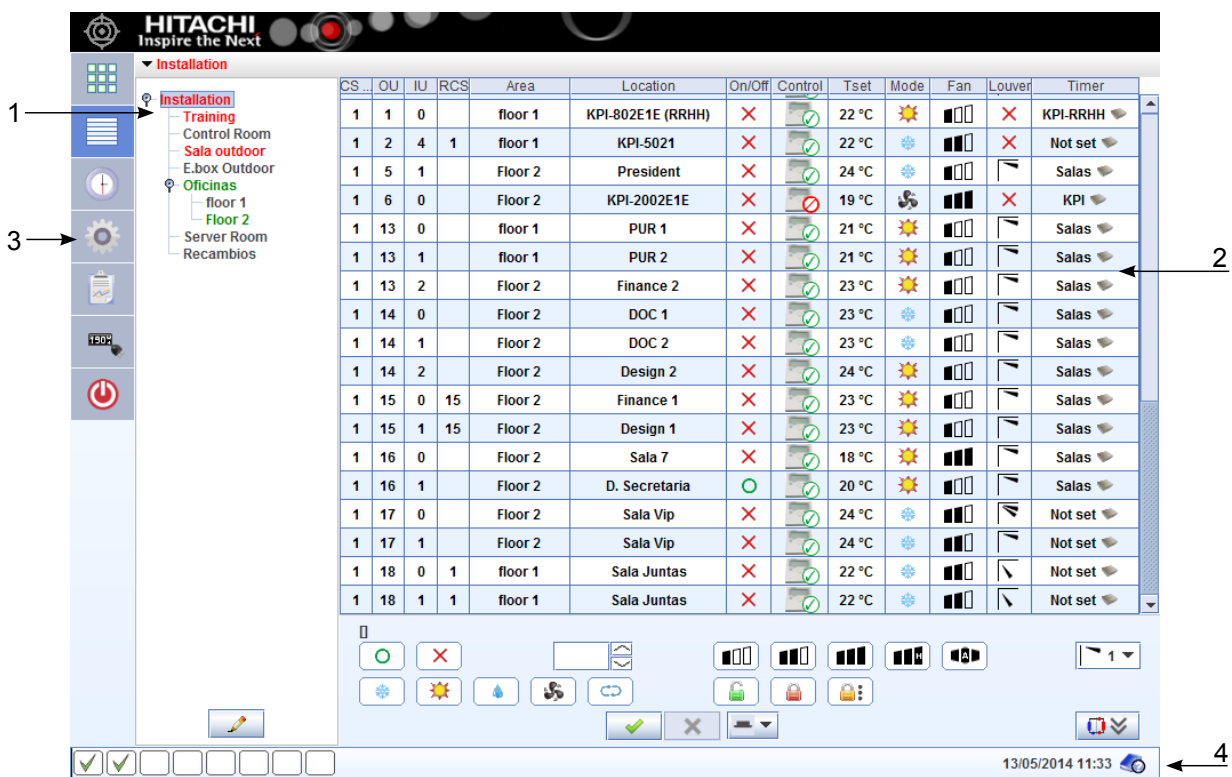 HITACHI
Inspire the Next
Installation
Installation
Training
Control Room
Sala outdoor
E.box Outdoor
Oficinas
floor 1
Floor 2
Server Room
Recambios
CS ... OU IU RCS Area Location On/Off Control Tset Mode Fan Louver Timer
1 1 0 floor 1 KPI-802E1E (RRHH) 22 °C KPI-RRHH
1 2 4 1 floor 1 KPI-5021 22 °C Not set
1 5 1 Floor 2 President 24 °C Salas
1 6 0 Floor 2 KPI-2002E1E 19 °C KPI
1 13 0 floor 1 PUR 1 21 °C Salas
1 13 1 floor 1 PUR 2 21 °C Salas
1 13 2 Floor 2 Finance 2 23 °C Salas
1 14 0 Floor 2 DOC 1 23 °C Salas
1 14 1 Floor 2 DOC 2 23 °C Salas
1 14 2 Floor 2 Design 2 24 °C Salas
1 15 0 15 Floor 2 Finance 1 23 °C Salas
1 15 1 15 Floor 2 Design 1 23 °C Salas
1 16 0 Floor 2 Sala 7 18 °C Salas
1 16 1 Floor 2 D. Secretaria 20 °C Salas
1 17 0 Floor 2 Sala Vip 24 °C Not set
1 17 1 Floor 2 Sala Vip 24 °C Not set
1 18 0 1 floor 1 Sala Juntas 22 °C Not set
1 18 1 1 floor 1 Sala Juntas 22 °C Not set
[]
H
A
1
13/05/2014 11:33
1
2
3
4